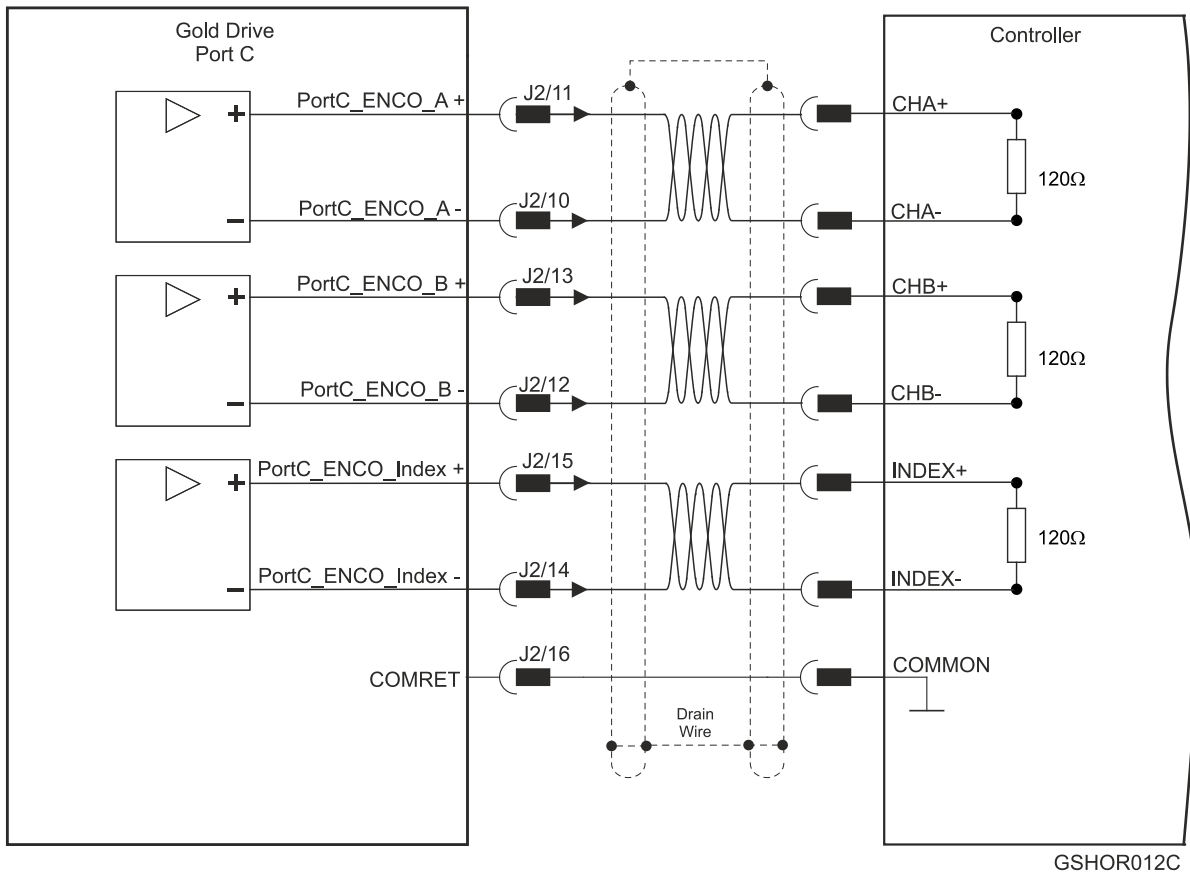 Gold Drive
Port C
Controller
PortC_ENCO_A +
J2/11
CHA+
120Ω
PortC_ENCO_A -
J2/10
CHA-
PortC_ENCO_B +
J2/13
CHB+
120Ω
PortC_ENCO_B -
J2/12
CHB-
PortC_ENCO_Index +
J2/15
INDEX+
120Ω
PortC_ENCO_Index -
J2/14
INDEX-
COMRET
J2/16
COMMON
Drain
Wire
GSHOR012C